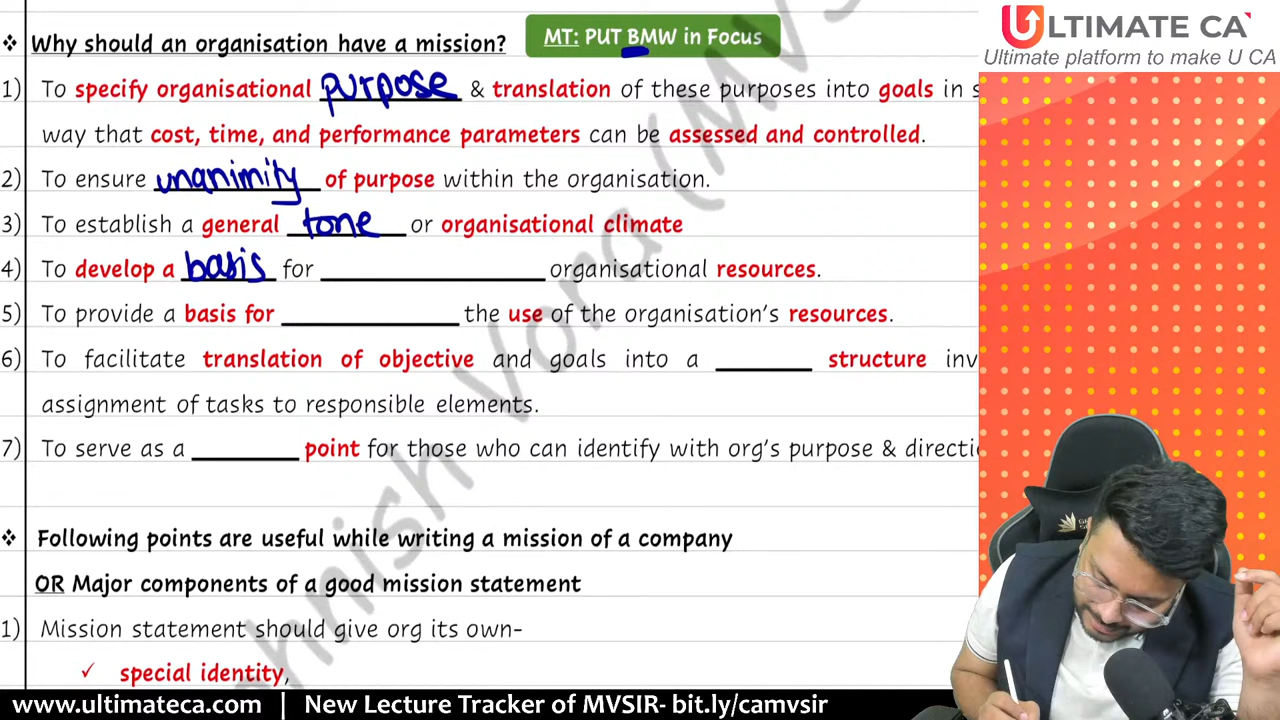 ULTIMATE CA
Ultimate platform to make U CA
❖ Why should an organisation have a mission?
MT: PUT BMW in Focus
1) To specify organisational purpose & translation of these purposes into goals in s
way that cost, time, and performance parameters can be assessed and controlled.
2) To ensure unanimity of purpose within the organisation.
3) To establish a general tone or organisational climate
4) To develop a basis for ____________ organisational resources.
5) To provide a basis for ____________ the use of the organisation's resources.
6) To facilitate translation of objective and goals into a ______ structure inv
assignment of tasks to responsible elements.
7) To serve as a ______ point for those who can identify with org's purpose & directi
❖ Following points are useful while writing a mission of a company
OR Major components of a good mission statement
1) Mission statement should give org its own-
✓ special identity,
www.ultimateca.com | New Lecture Tracker of MVSIR- bit.ly/camvsir